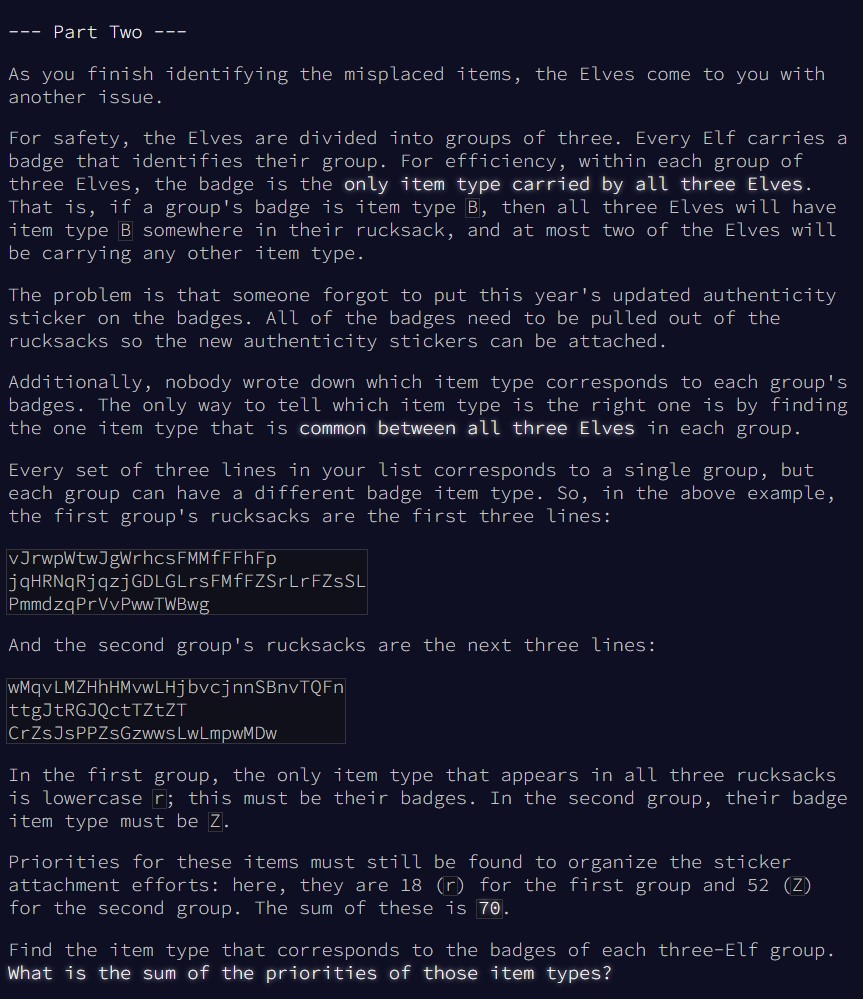 --- Part Two ---
As you finish identifying the misplaced items, the Elves come to you with
another issue.
For safety, the Elves are divided into groups of three. Every Elf carries a
badge that identifies their group. For efficiency, within each group of
three Elves, the badge is the only item type carried by all three Elves.
That is, if a group's badge is item type B, then all three Elves will have
item type B somewhere in their rucksack, and at most two of the Elves will
be carrying any other item type.
The problem is that someone forgot to put this year's updated authenticity
sticker on the badges. All of the badges need to be pulled out of the
rucksacks so the new authenticity stickers can be attached.
Additionally, nobody wrote down which item type corresponds to each group's
badges. The only way to tell which item type is the right one is by finding
the one item type that is common between all three Elves in each group.
Every set of three lines in your list corresponds to a single group, but
each group can have a different badge item type. So, in the above example,
the first group's rucksacks are the first three lines:
vJrwpWtwJgWrhcsFMMfFFhFp
jqHRNqRjqzjGDLGLrsFMfFZSrLrFZsSL
PmmdzqPrVvPwwTWBwg
And the second group's rucksacks are the next three lines:
wMqvLMZHhHMvwLHjbvcjnnSBnvTQFn
ttgJtRGJQctTZtZT
CrZsJsPPZsGzwwsLwLmpwMDw
In the first group, the only item type that appears in all three rucksacks
is lowercase r; this must be their badges. In the second group, their badge
item type must be Z.
Priorities for these items must still be found to organize the sticker
attachment efforts: here, they are 18 (r) for the first group and 52 (Z)
for the second group. The sum of these is 70.
Find the item type that corresponds to the badges of each three-Elf group.
What is the sum of the priorities of those item types?